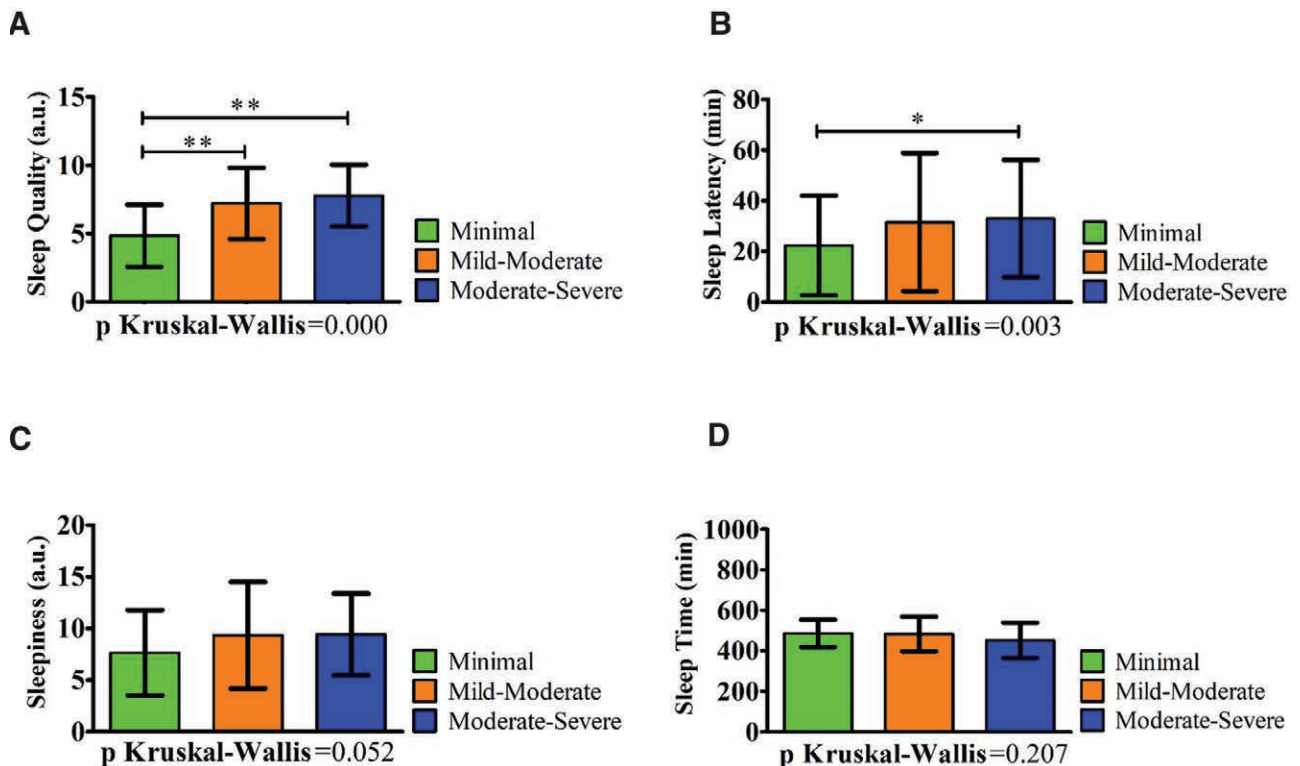 A
Sleep Quality (a.u.)
15
10
5
0
**
**
Minimal
Mild-Moderate
Moderate-Severe
p Kruskal-Wallis=0.000
B
Sleep Latency (min)
80
60
40
20
0
*
Minimal
Mild-Moderate
Moderate-Severe
p Kruskal-Wallis=0.003
C
Sleepiness (a.u.)
20
15
10
5
0
Minimal
Mild-Moderate
Moderate-Severe
p Kruskal-Wallis=0.052
D
Sleep Time (min)
1000
800
600
400
200
0
Minimal
Mild-Moderate
Moderate-Severe
p Kruskal-Wallis=0.207